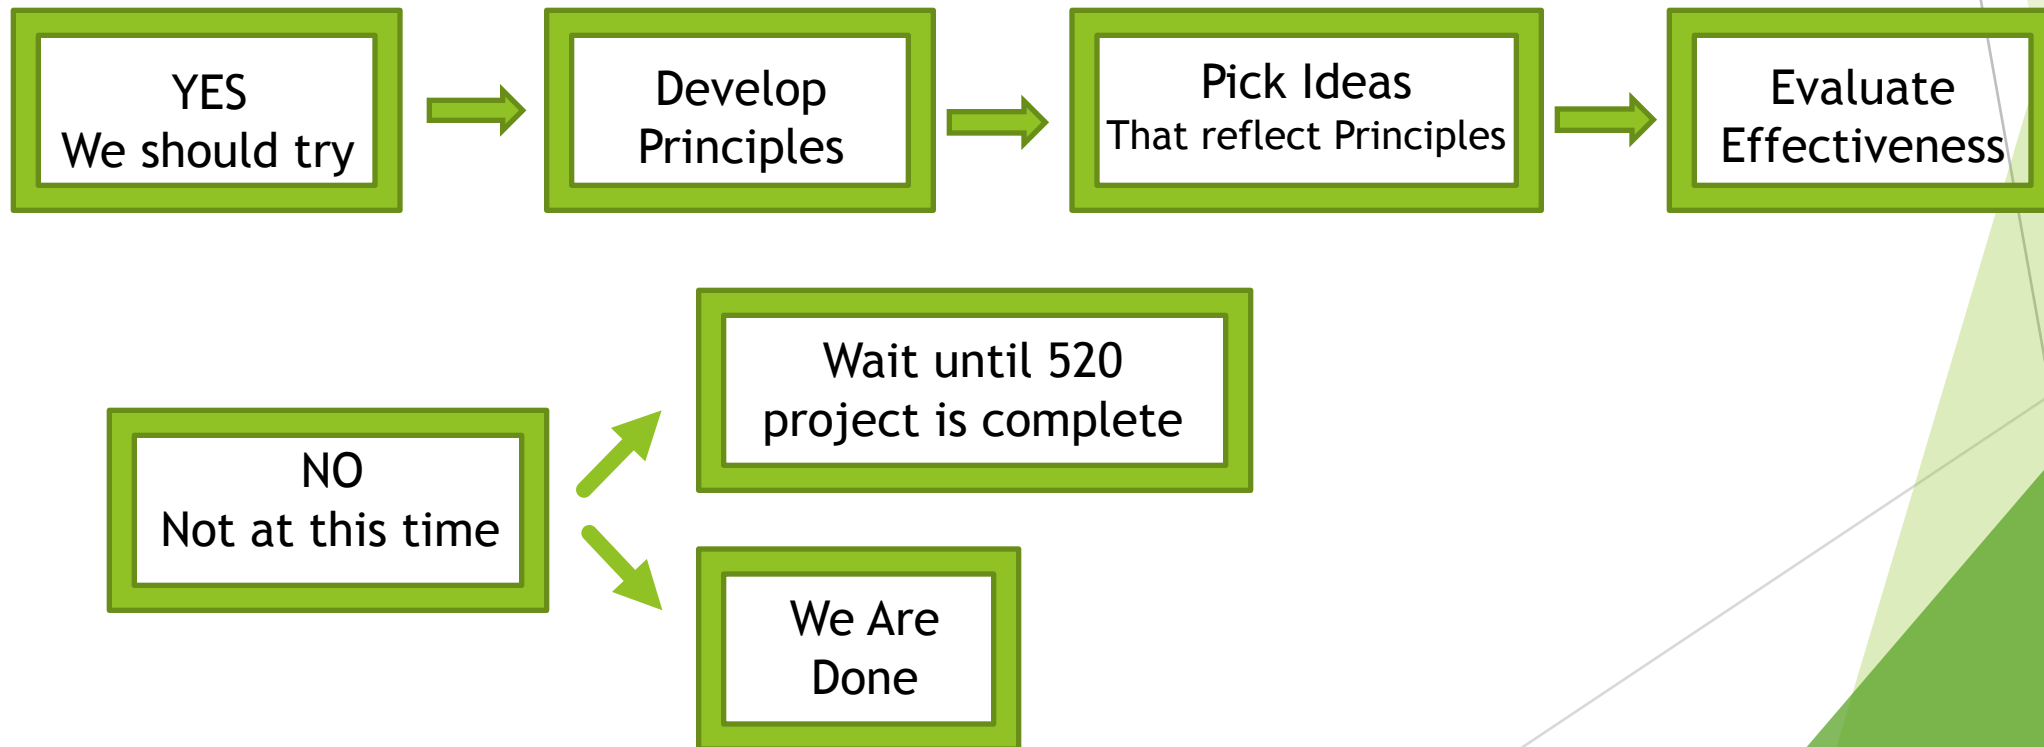 YES
We should try
Develop
Principles
Pick Ideas
That reflect Principles
Evaluate
Effectiveness
Wait until 520
project is complete
NO
Not at this time
We Are
Done